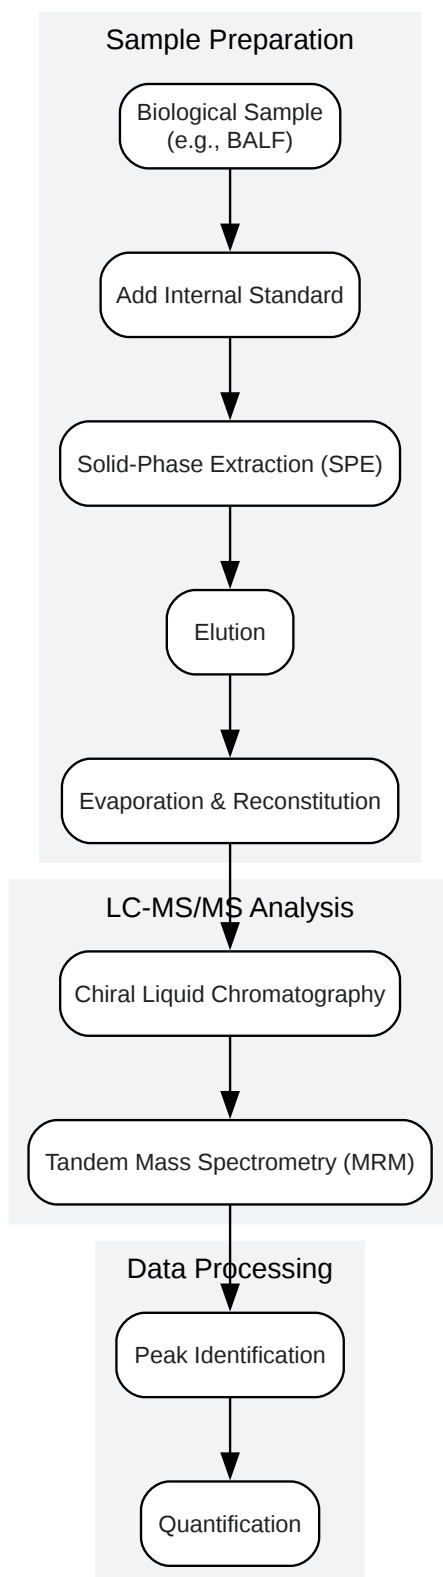 Sample Preparation
Biological Sample
(e.g., BALF)
Add Internal Standard
Solid-Phase Extraction (SPE)
Elution
Evaporation & Reconstitution
LC-MS/MS Analysis
Chiral Liquid Chromatography
Tandem Mass Spectrometry (MRM)
Data Processing
Peak Identification
Quantification